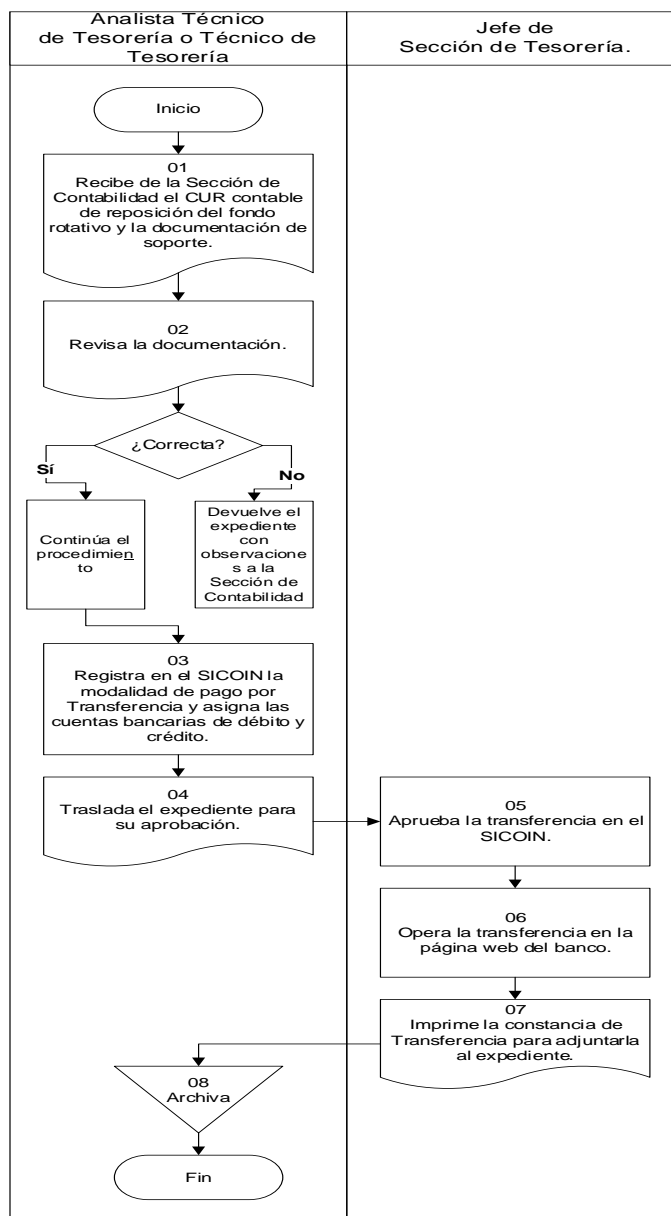 Analista Técnico
de Tesorería o Técnico de
Tesorería
Jefe de
Sección de Tesorería.
Inicio
01
Recibe de la Sección de
Contabilidad el CUR contable
de reposición del fondo
rotativo y la documentación de
soporte.
02
Revisa la documentación.
¿Correcta?
Sí
No
Continúa el
procedimien
to
Devuelve el
expediente
con
observacione
s a la
Sección de
Contabilidad
03
Registra en el SICOIN la
modalidad de pago por
Transferencia y asigna las
cuentas bancarias de débito y
crédito.
04
Traslada el expediente para
su aprobación.
05
Aprueba la transferencia en el
SICOIN.
06
Opera la transferencia en la
página web del banco.
07
Imprime la constancia de
Transferencia para adjuntarla
al expediente.
08
Archiva
Fin